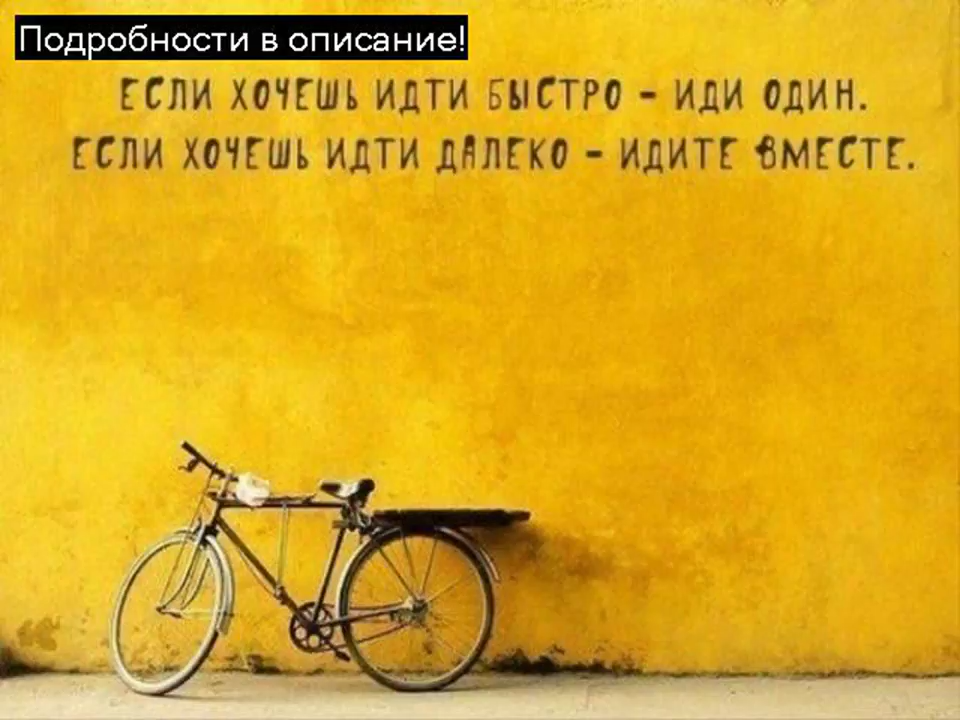 Подробности в описание!
ЕСЛИ ХОЧЕШЬ ИДТИ БЫСТРО - ИДИ ОДИН.
ЕСЛИ ХОЧЕШЬ ИДТИ ДАЛЕКО - ИДИТЕ ВМЕСТЕ.